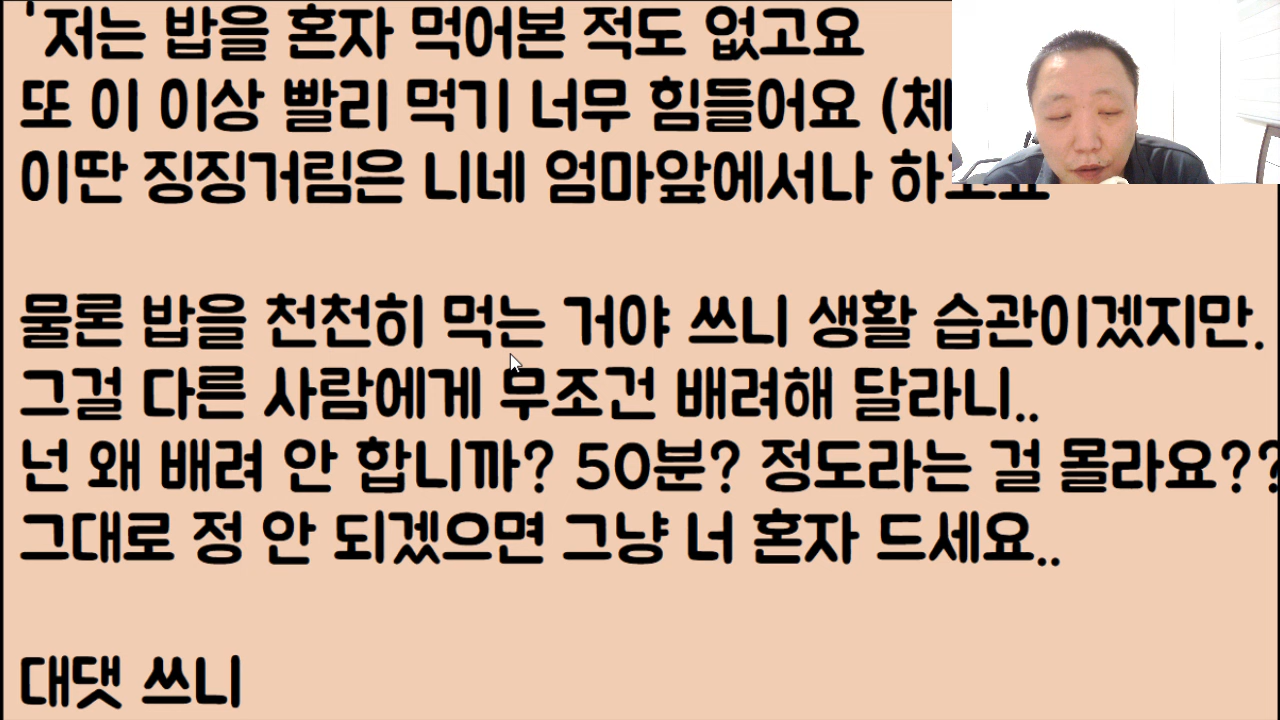 '저는 밥을 혼자 먹어본 적도 없고요
또 이 이상 빨리 먹기 너무 힘들어요 (체
이딴 징징거림은 니네 엄마앞에서나 하고요
물론 밥을 천천히 먹는 거야 쓰니 생활 습관이겠지만.
그걸 다른 사람에게 무조건 배려해 달라니..
넌 왜 배려 안 합니까? 50분? 정도라는 걸 몰라요??
그대로 정 안 되겠으면 그냥 너 혼자 드세요..
대댓 쓰니